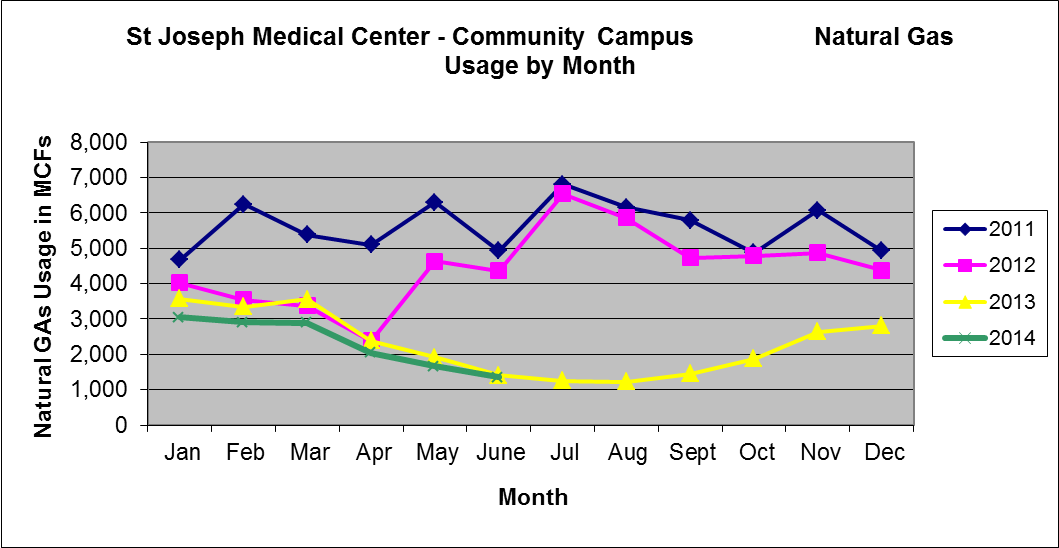 St Joseph Medical Center - Community Campus Natural Gas
Usage by Month
Natural GAs Usage in MCFs
8,000
7,000
6,000
5,000
4,000
3,000
2,000
1,000
0
Jan Feb Mar Apr May June Jul Aug Sept Oct Nov Dec
Month
2011
2012
2013
2014